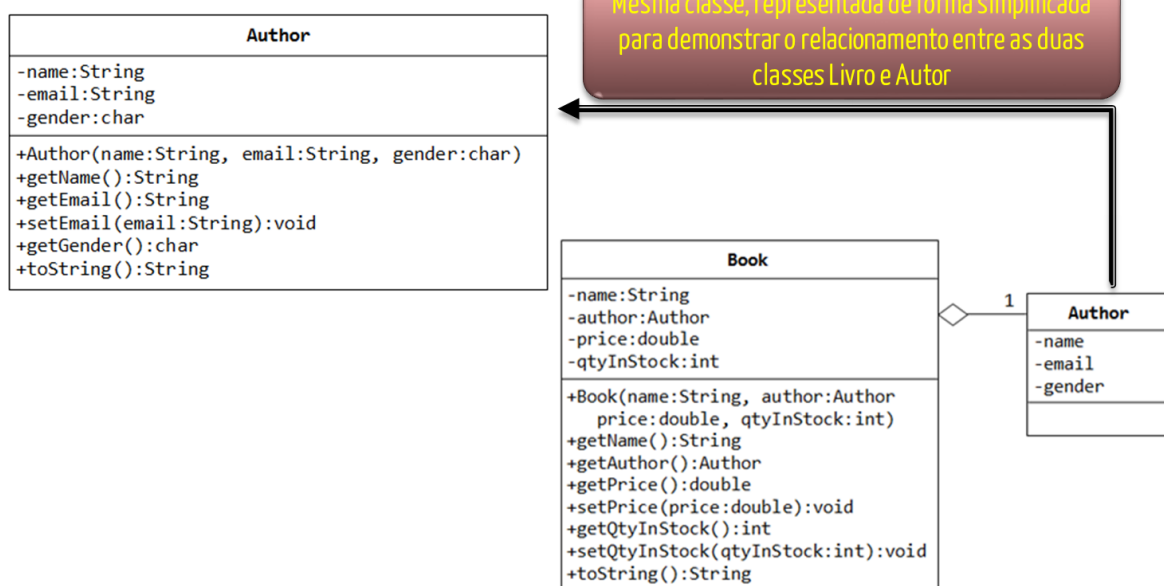 Mesma classe, representada de forma simplificada
para demonstrar o relacionamento entre as duas
classes Livro e Autor
Author
-name:String
-email:String
-gender:char
+Author(name:String, email:String, gender:char)
+getName():String
+getEmail():String
+setEmail(email:String):void
+getGender():char
+toString():String
Book
-name:String
-author:Author
-price:double
-qtyInStock:int
+Book(name:String, author:Author
price:double, qtyInStock:int)
+getName():String
+getAuthor():Author
+getPrice():double
+setPrice(price:double):void
+getQtyInStock():int
+setQtyInStock(qtyInStock:int):void
+toString():String
1
Author
-name
-email
-gender